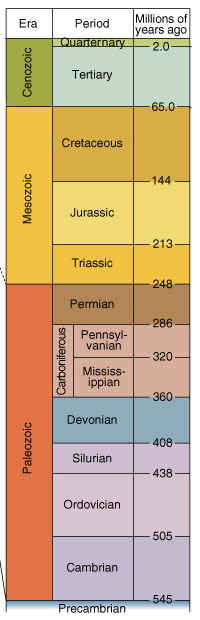 Era
Period
Millions of
years ago
Cenozoic
Quarternary
2.0
Tertiary
65.0
Mesozoic
Cretaceous
144
Jurassic
213
Triassic
248
Paleozoic
Permian
286
Carboniferous
Pennsyl-
vanian
320
Mississ-
ippian
360
Devonian
408
Silurian
438
Ordovician
505
Cambrian
545
Precambrian